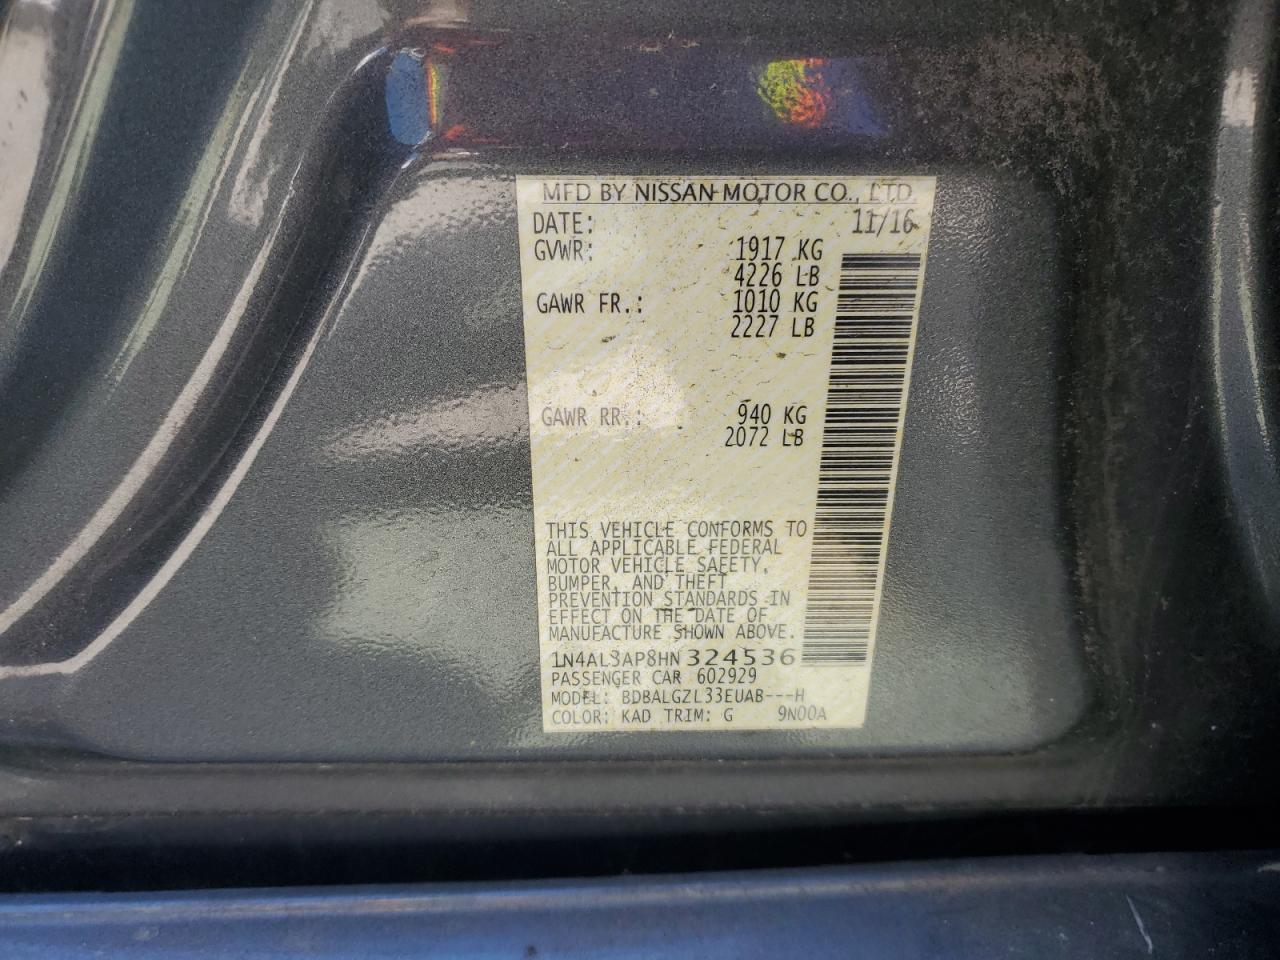 MFD BY NISSAN MOTOR CO., LTD.
DATE: 11/16
GVWR: 1917 KG
4226 LB
GAWR FR.: 1010 KG
2227 LB
GAWR RR.: 940 KG
2072 LB
THIS VEHICLE CONFORMS TO
ALL APPLICABLE FEDERAL
MOTOR VEHICLE SAFETY,
BUMPER, AND THEFT
PREVENTION STANDARDS IN
EFFECT ON THE DATE OF
MANUFACTURE SHOWN ABOVE.
1N4AL3AP8HN324536
PASSENGER CAR 602929
MODEL: BDBALGZL33EUAB---H
COLOR: KAD TRIM: G 9N00A